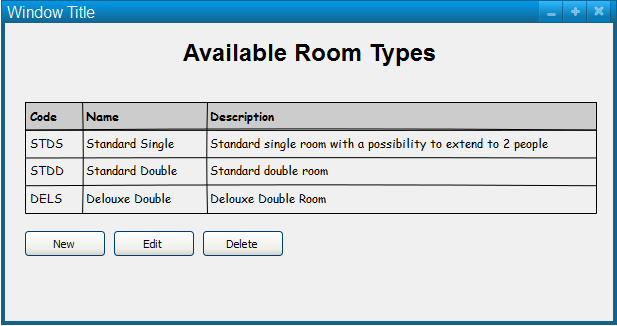 Window Title
Available Room Types
Code Name Description
STDS Standard Single Standard single room with a possibility to extend to 2 people
STDD Standard Double Standard double room
DELS Delouxe Double Delouxe Double Room
New Edit Delete